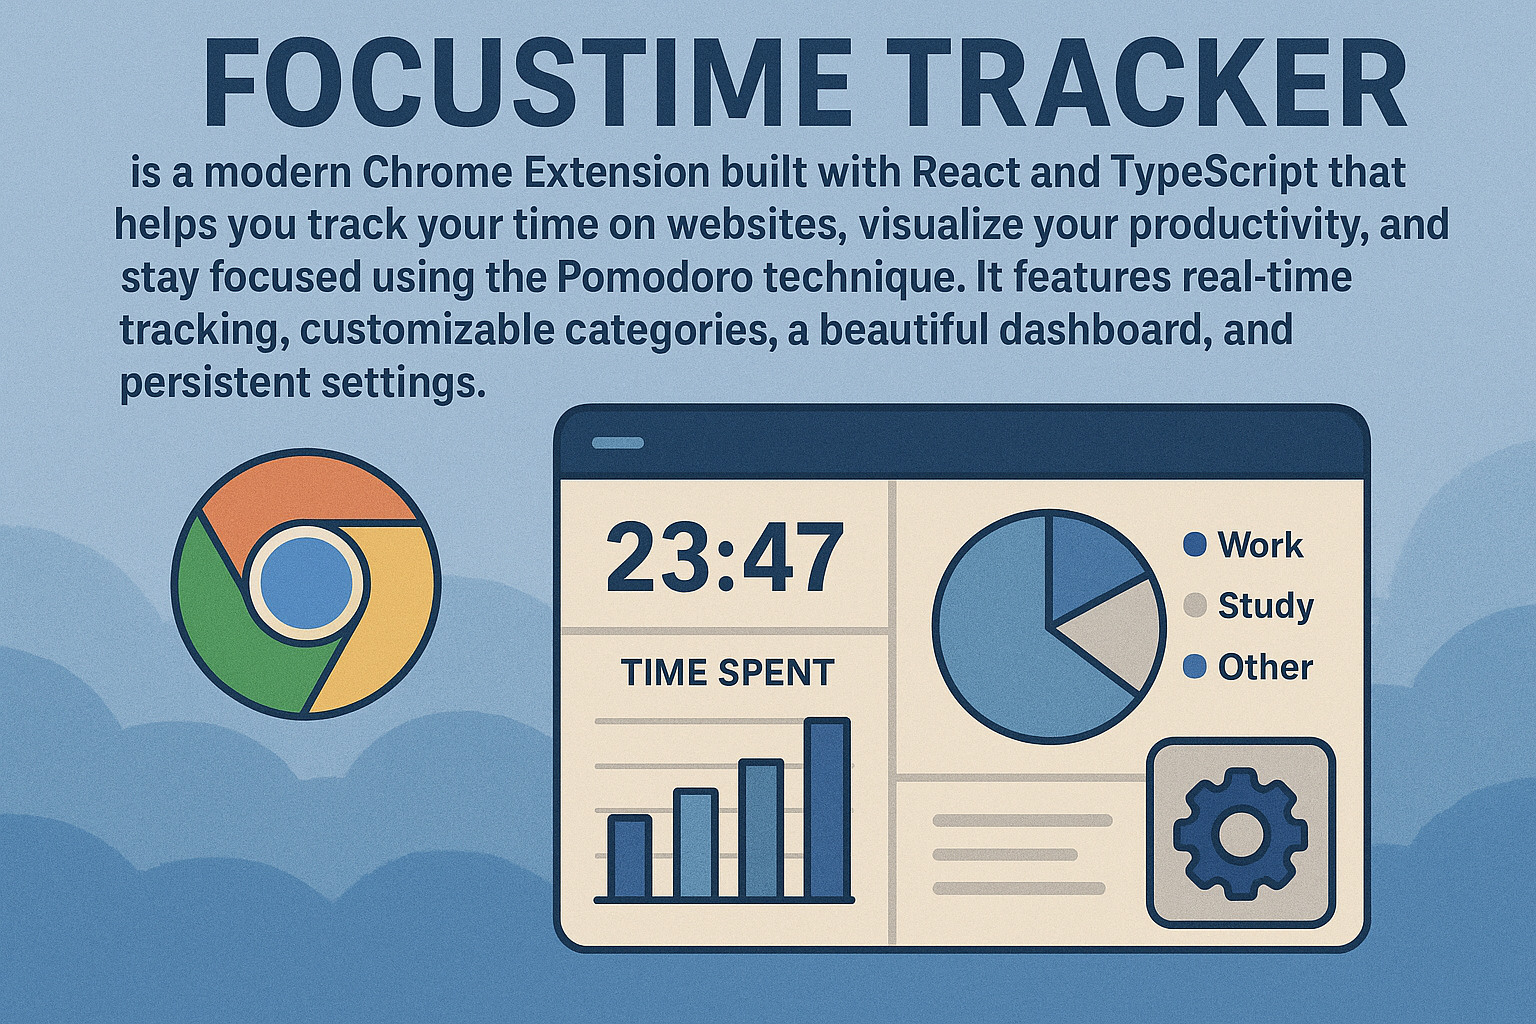 FOCUSTIME TRACKER
is a modern Chrome Extension built with React and TypeScript that
helps you track your time on websites, visualize your productivity, and
stay focused using the Pomodoro technique. It features real-time
tracking, customizable categories, a beautiful dashboard, and
persistent settings.
23:47
TIME SPENT
Work
Study
Other